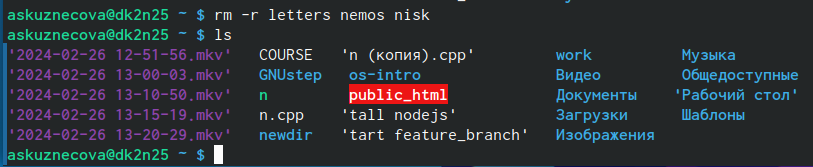 askuznecova@dk2n25 ~ $ rm -r letters nemos nisk
askuznecova@dk2n25 ~ $ ls
'2024-02-26 12-51-56.mkv' COURSE 'n (копия).cpp' work Музыка
'2024-02-26 13-00-03.mkv' GNUstep os-intro Видео Общедоступные
'2024-02-26 13-10-50.mkv' n public_html Документы 'Рабочий стол'
'2024-02-26 13-15-19.mkv' n.cpp 'tall nodejs' Загрузки Шаблоны
'2024-02-26 13-20-29.mkv' newdir 'tart feature_branch' Изображения
askuznecova@dk2n25 ~ $